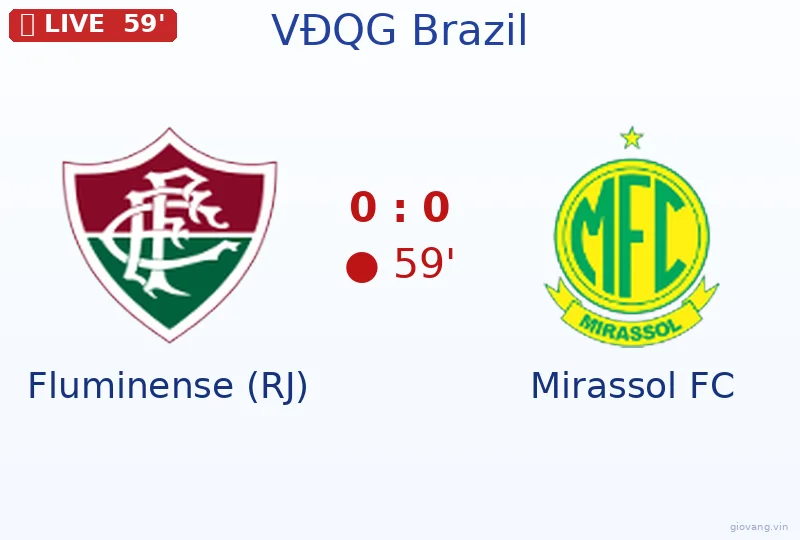 LIVE 59'
VĐQG Brazil
0 : 0
59'
MFC
MIRASSOL
Fluminense (RJ)
Mirassol FC
giovang.vin